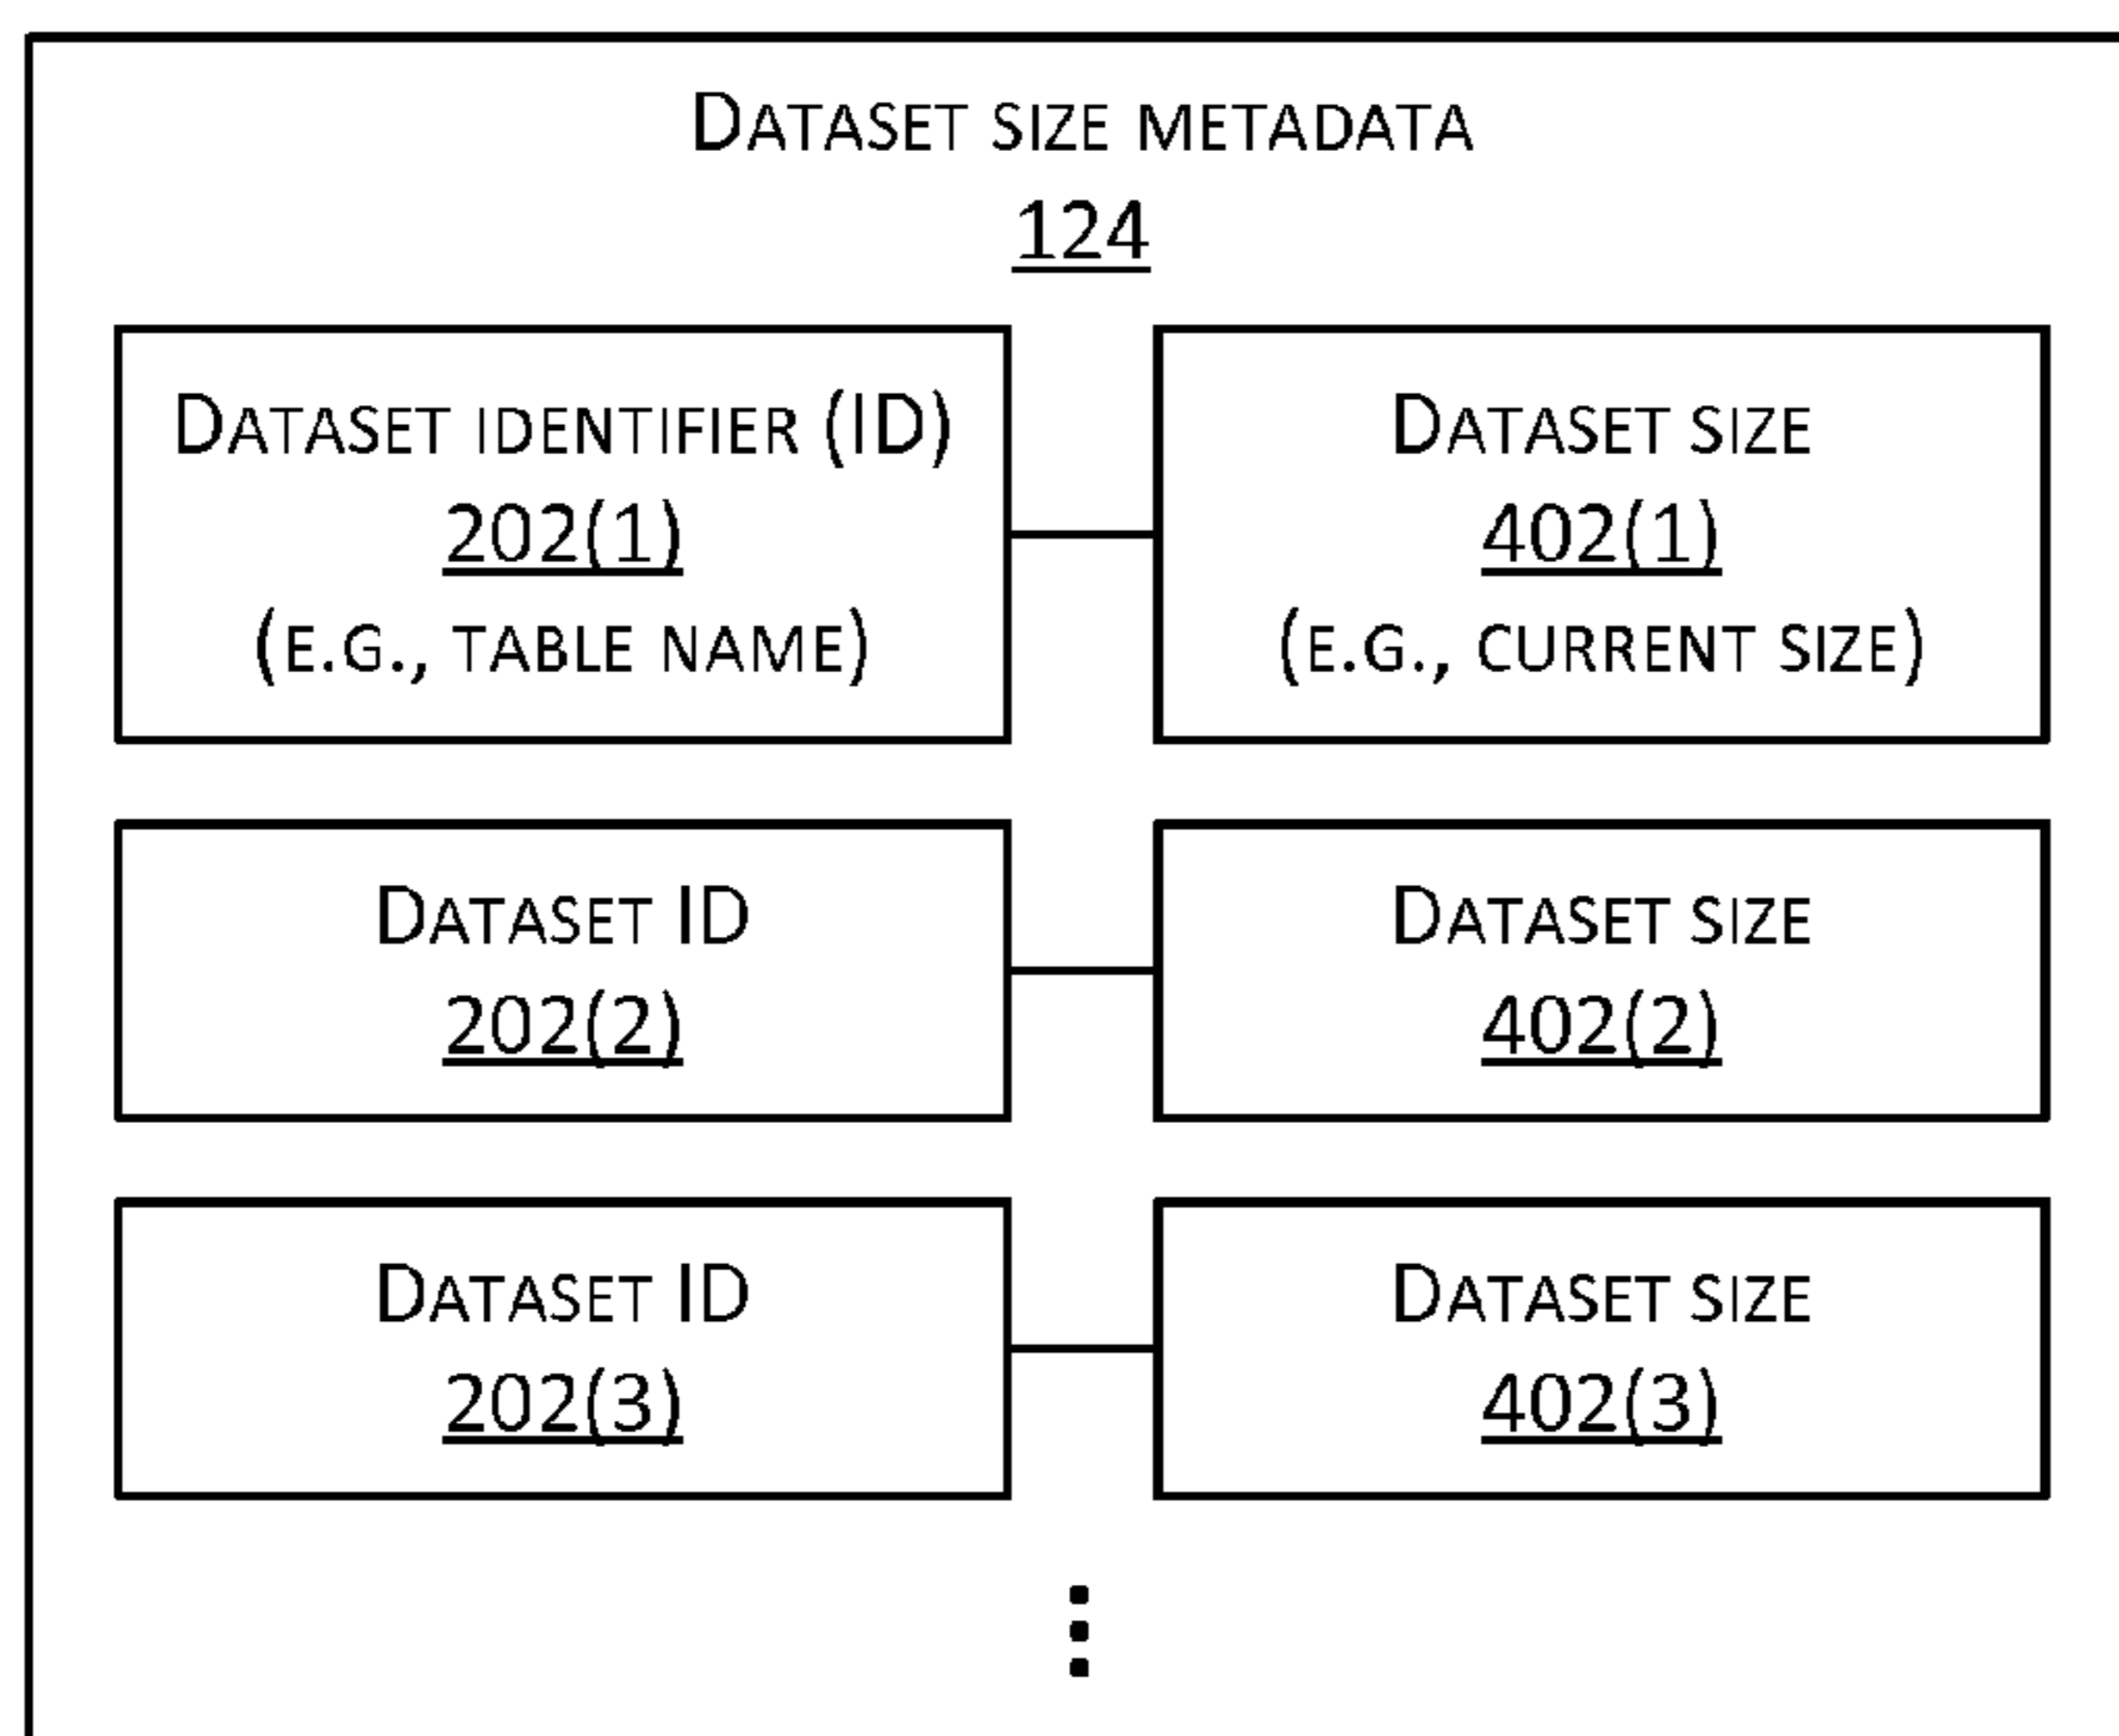 Dataset size metadata
124
Dataset identifier (ID)
202(1)
(e.g., table name)
Dataset size
402(1)
(e.g., current size)
Dataset ID
202(2)
Dataset size
402(2)
Dataset ID
202(3)
Dataset size
402(3)
⋮